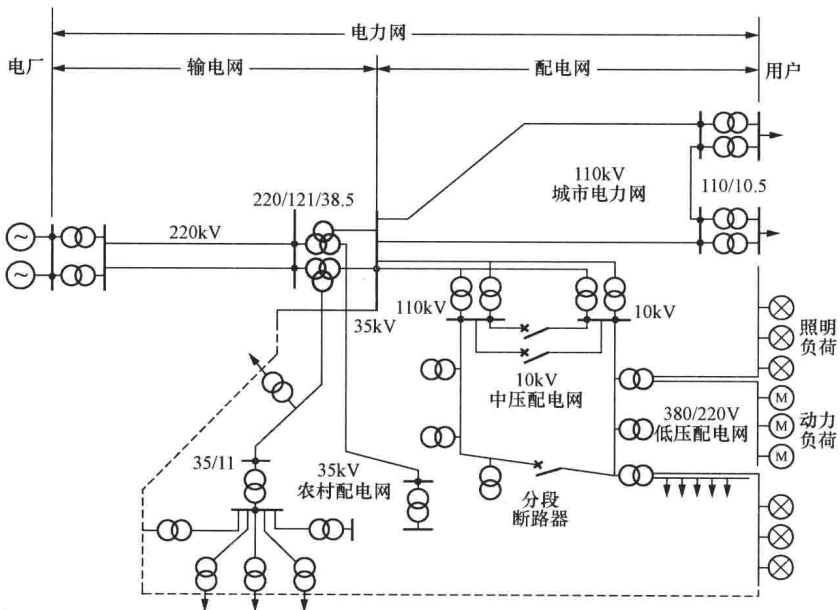 电力网
电厂
输电网
配电网
用户
110kV
城市电力网
110/10.5
220/121/38.5
220kV
~
~
110kV
35kV
10kV
照明
负荷
10kV
中压配电网
380/220V
低压配电网
M
M
M
动力
负荷
35/11
35kV
农村配电网
分段
断路器